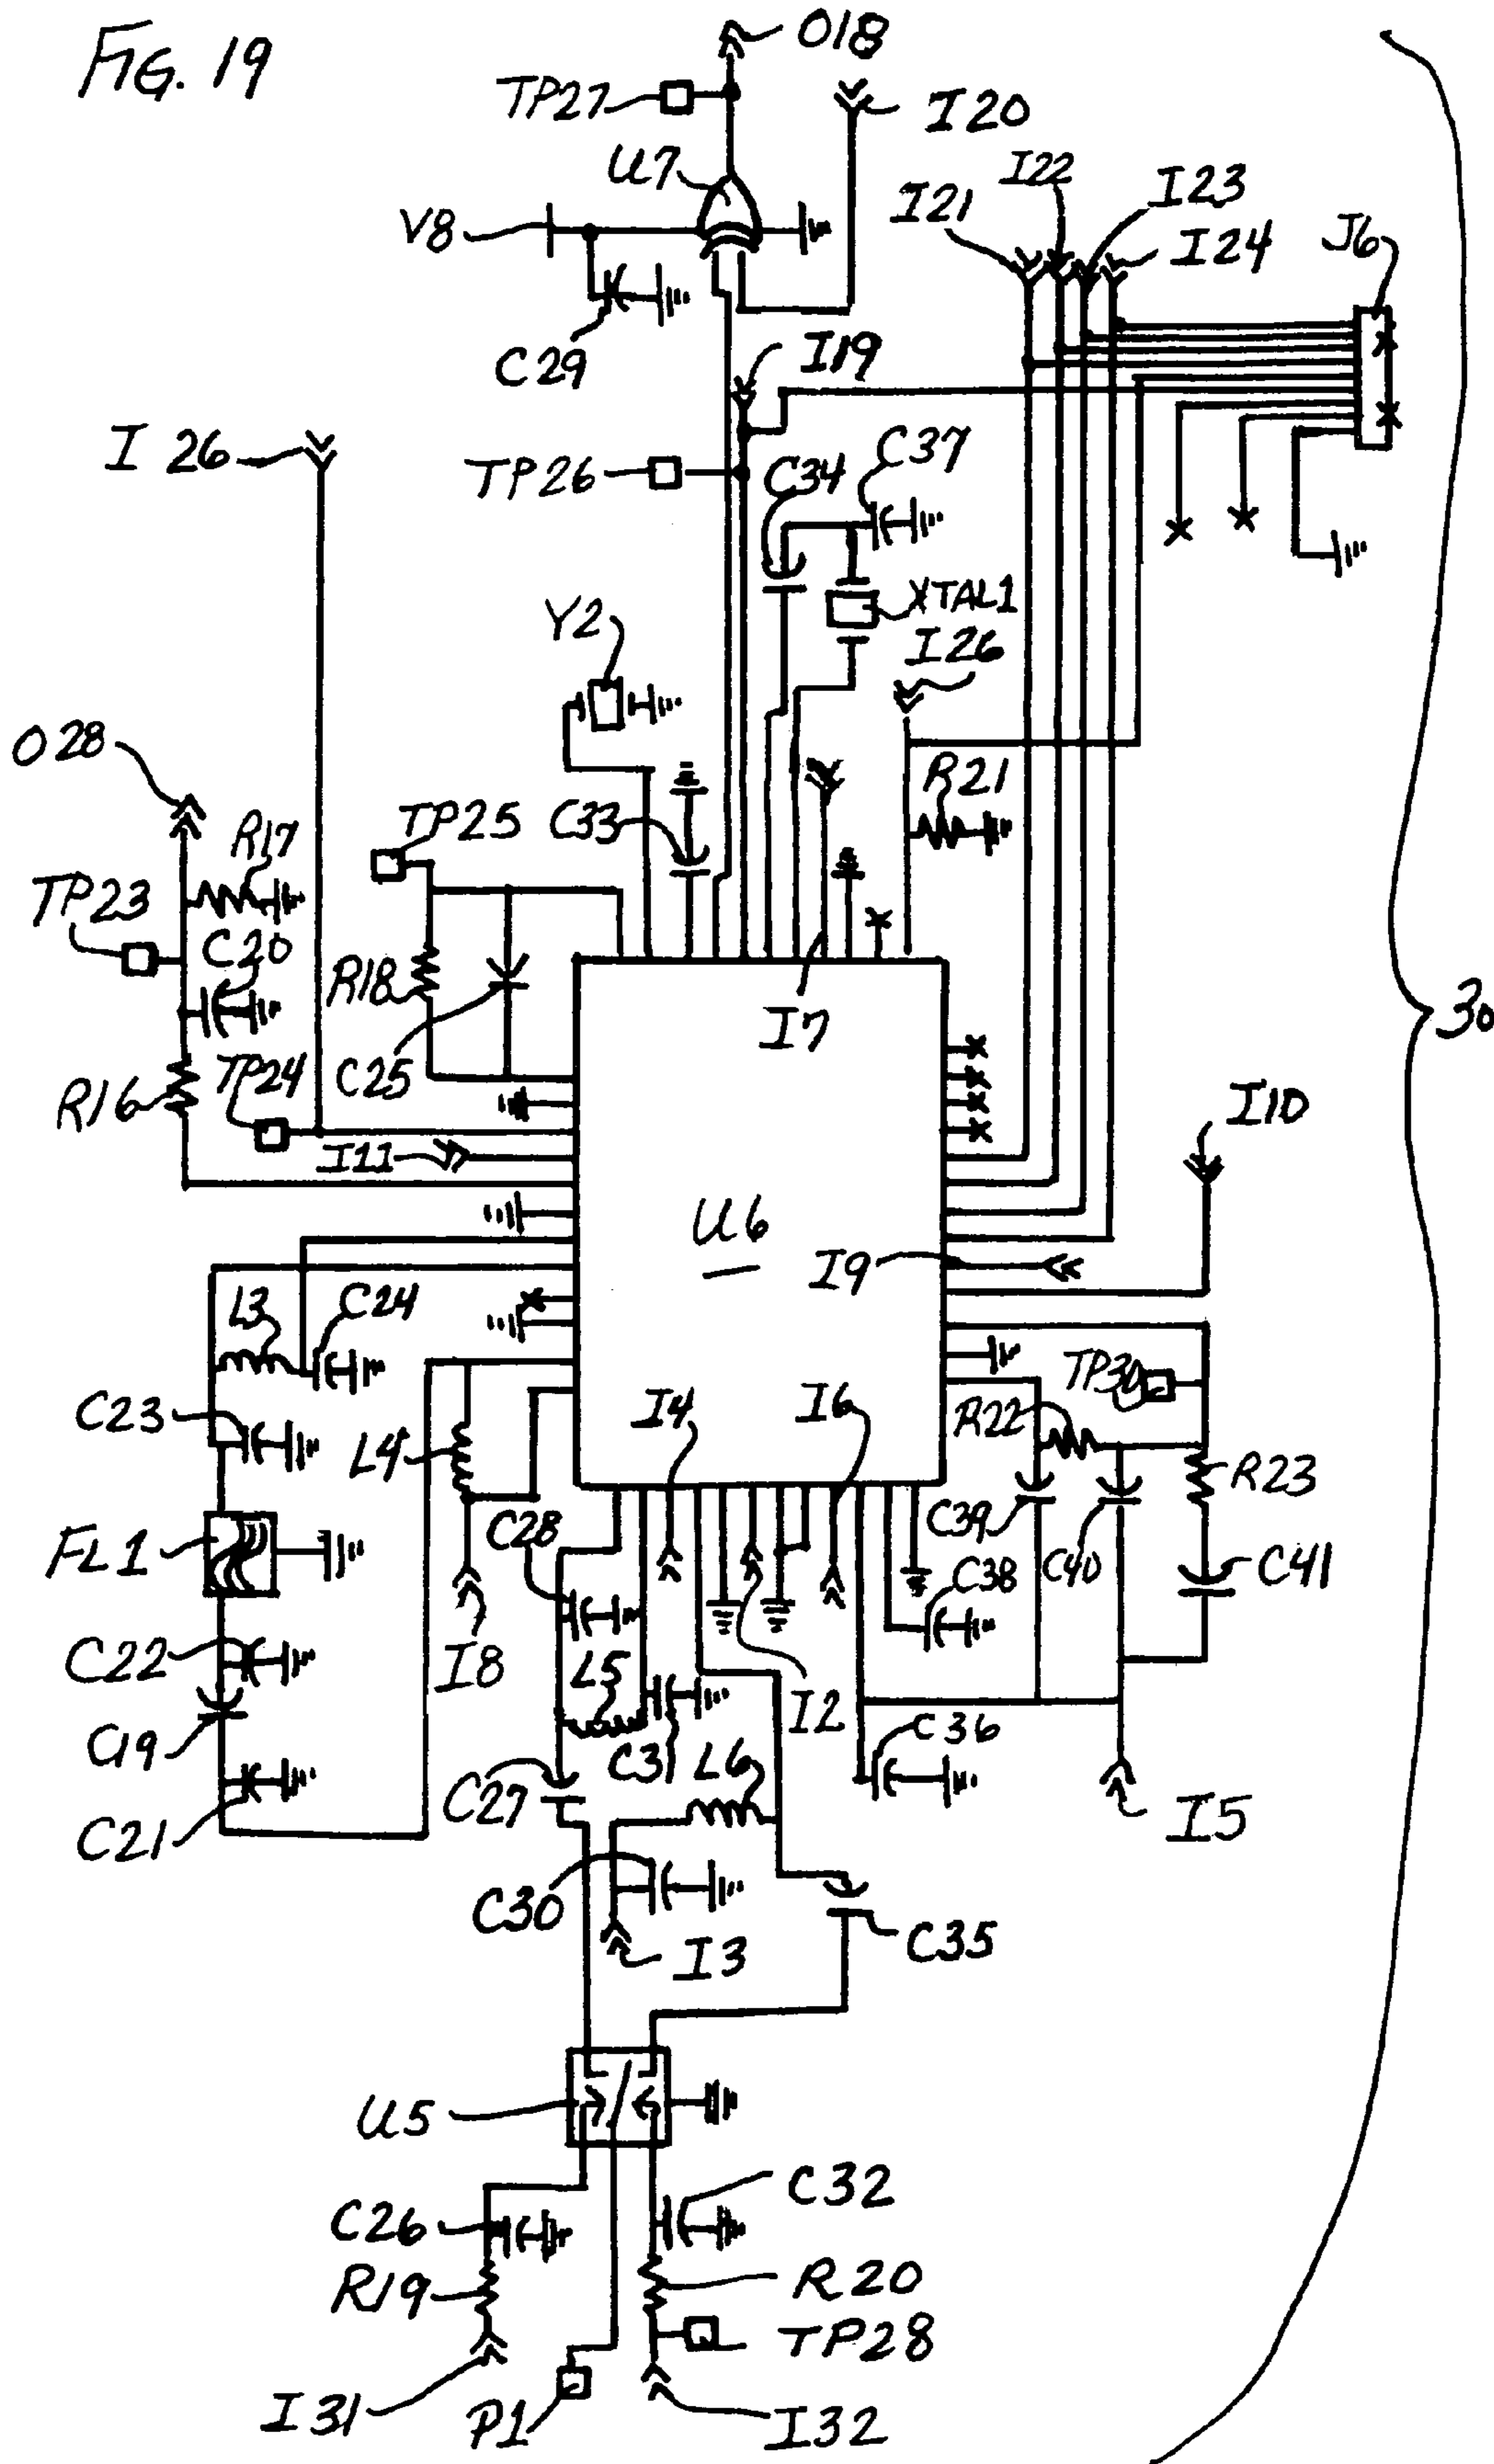 FIG. 19
O18
TP27
I20
U7
I22
I23
I21
V8
I24
J6
C29
I19
I26
TP26
C34
C37
XTAL1
Y2
I26
O28
R21
TP25
C33
R17
TP23
C20
R18
I7
30
TP24
C25
R16
I10
I11
U6
I9
L3
C24
TP30
I4
I6
R22
C23
L4
R23
C28
C39
FL1
C40
C41
C38
C22
I8
L5
I2
C36
C19
C31
L6
C27
I5
C21
C30
I3
C35
U5
C32
C26
R19
R20
TP28
I31
P1
I32